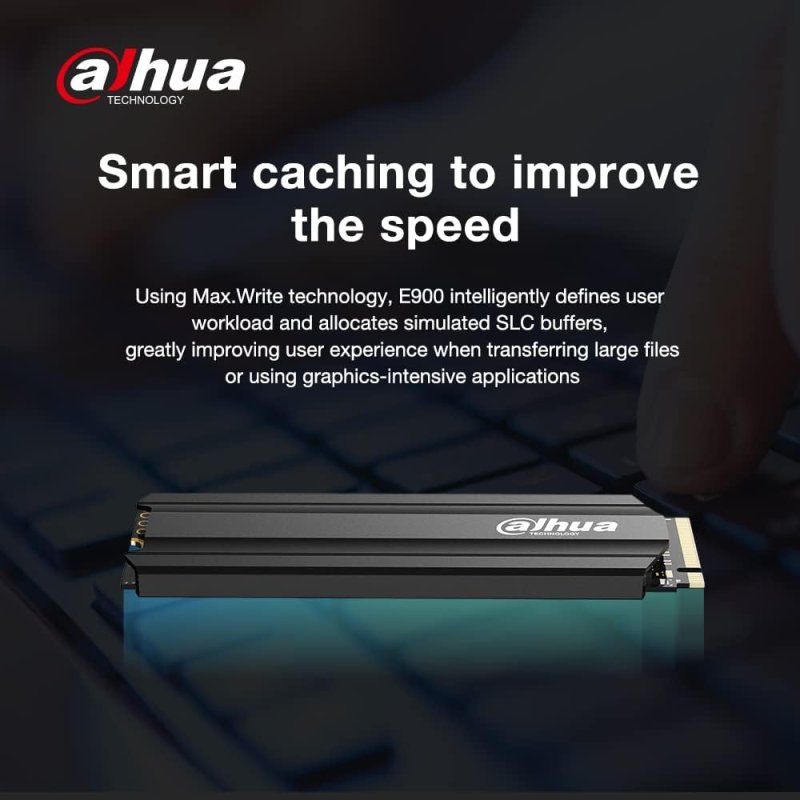 alhua
TECHNOLOGY
Smart caching to improve
the speed
Using Max.Write technology, E900 intelligently defines user
workload and allocates simulated SLC buffers,
greatly improving user experience when transferring large files
or using graphics-intensive applications
alhua
TECHNOLOGY